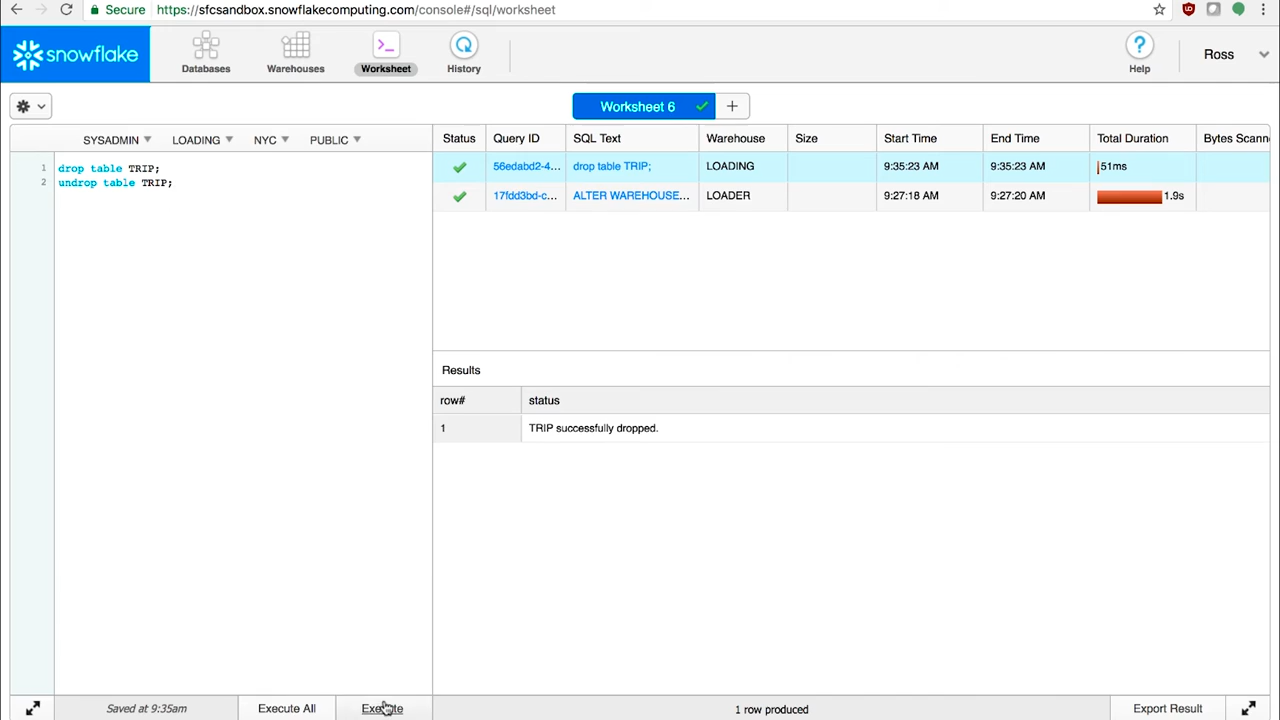 Secure https://sfcsandbox.snowflakecomputing.com/console#/sql/worksheet
snowflake Databases Warehouses Worksheet History Help Ross
Worksheet 6 +
SYSADMIN LOADING NYC PUBLIC
1 drop table TRIP;
2 undrop table TRIP;
Status Query ID SQL Text Warehouse Size Start Time End Time Total Duration Bytes Scanne
56edabd2-4... drop table TRIP; LOADING 9:35:23 AM 9:35:23 AM 51ms
17fdd3bd-c... ALTER WAREHOUSE... LOADER 9:27:18 AM 9:27:20 AM 1.9s
Results
row# status
1 TRIP successfully dropped.
Saved at 9:35am Execute All Execute 1 row produced Export Result